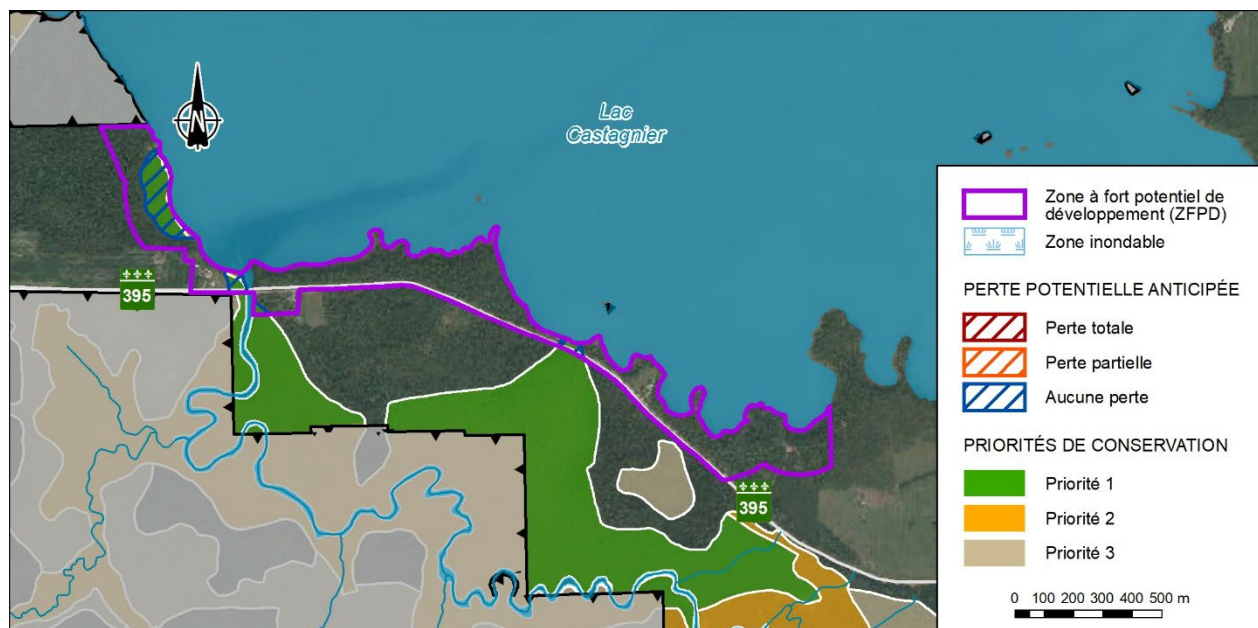 Lac
Castagnier
N
395
395
Zone à fort potentiel de
développement (ZFPD)
Zone inondable
PERTE POTENTIELLE ANTICIPÉE
Perte totale
Perte partielle
Aucune perte
PRIORITÉS DE CONSERVATION
Priorité 1
Priorité 2
Priorité 3
0 100 200 300 400 500 m